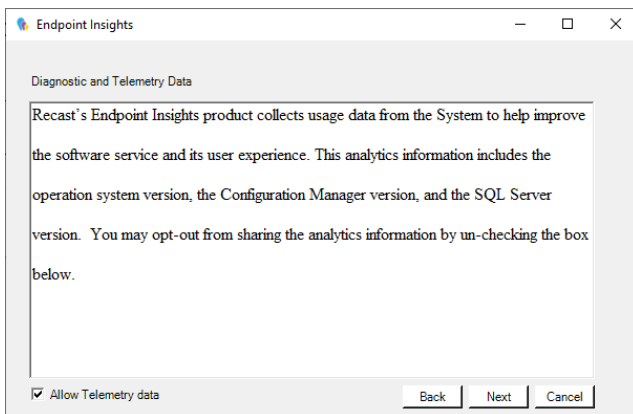 Endpoint Insights
Diagnostic and Telemetry Data
Recast's Endpoint Insights product collects usage data from the System to help improve
the software service and its user experience. This analytics information includes the
operation system version, the Configuration Manager version, and the SQL Server
version.  You may opt-out from sharing the analytics information by un-checking the box
below.
Allow Telemetry data
Back Next Cancel